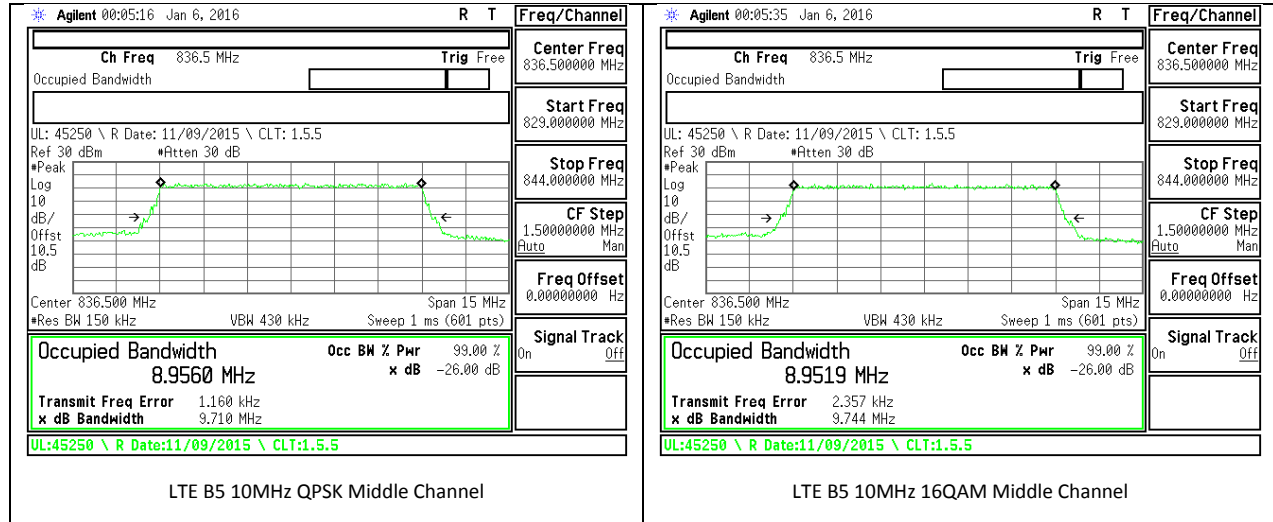 Agilent 00:05:16 Jan 6, 2016 R T
Freq/Channel
Ch Freq 836.5 MHz Trig Free
Occupied Bandwidth
Center Freq
836.500000 MHz
Start Freq
829.000000 MHz
UL: 45250 \ R Date: 11/09/2015 \ CLT: 1.5.5
Ref 30 dBm #Atten 30 dB
#Peak
Log
10
dB/
Offst
10.5
dB
Stop Freq
844.000000 MHz
CF Step
1.50000000 MHz
Auto Man
Freq Offset
0.00000000 Hz
Center 836.500 MHz Span 15 MHz
#Res BW 150 kHz VBW 430 kHz Sweep 1 ms (601 pts)
Signal Track
On Off
Occupied Bandwidth Occ BW % Pwr 99.00 %
8.9560 MHz x dB -26.00 dB
Transmit Freq Error 1.160 kHz
x dB Bandwidth 9.710 MHz
UL:45250 \ R Date:11/09/2015 \ CLT:1.5.5
LTE B5 10MHz QPSK Middle Channel
Agilent 00:05:35 Jan 6, 2016 R T
Freq/Channel
Ch Freq 836.5 MHz Trig Free
Occupied Bandwidth
Center Freq
836.500000 MHz
Start Freq
829.000000 MHz
UL: 45250 \ R Date: 11/09/2015 \ CLT: 1.5.5
Ref 30 dBm #Atten 30 dB
#Peak
Log
10
dB/
Offst
10.5
dB
Stop Freq
844.000000 MHz
CF Step
1.50000000 MHz
Auto Man
Freq Offset
0.00000000 Hz
Center 836.500 MHz Span 15 MHz
#Res BW 150 kHz VBW 430 kHz Sweep 1 ms (601 pts)
Signal Track
On Off
Occupied Bandwidth Occ BW % Pwr 99.00 %
8.9519 MHz x dB -26.00 dB
Transmit Freq Error 2.357 kHz
x dB Bandwidth 9.744 MHz
UL:45250 \ R Date:11/09/2015 \ CLT:1.5.5
LTE B5 10MHz 16QAM Middle Channel